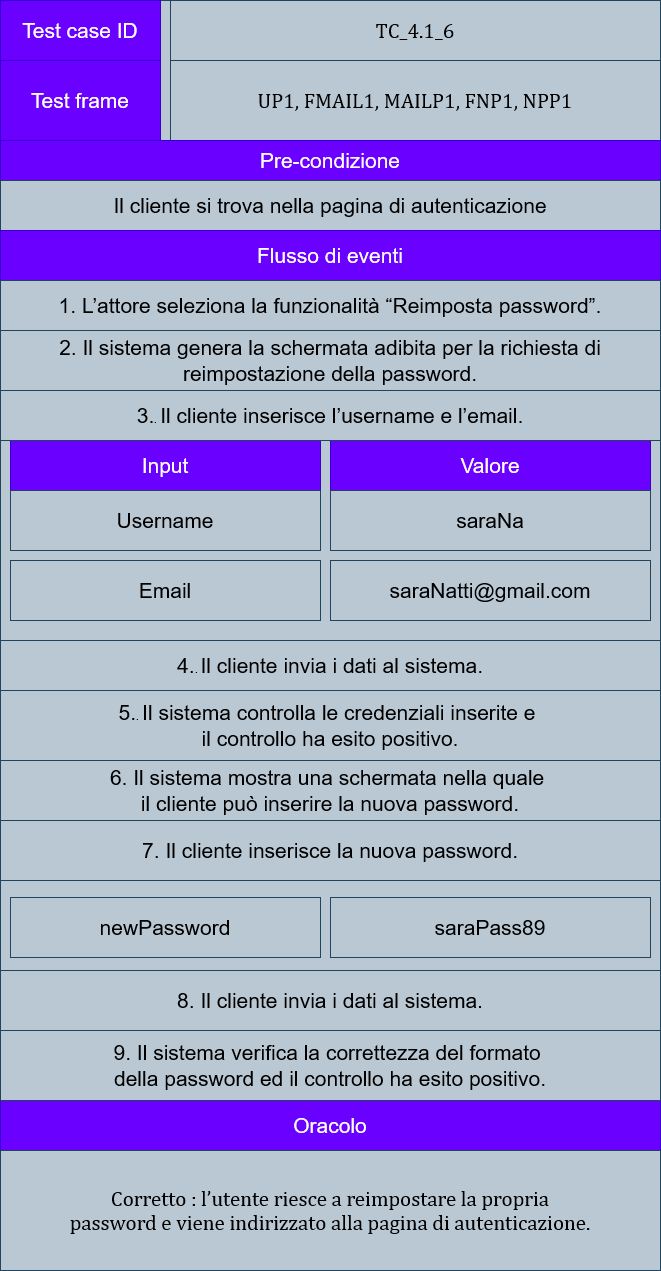 Test case ID
TC_4.1_6
Test frame
UP1, FMAIL1, MAILP1, FNP1, NPP1
Pre-condizione
Il cliente si trova nella pagina di autenticazione
Flusso di eventi
1. L’attore seleziona la funzionalità “Reimposta password”.
2. Il sistema genera la schermata adibita per la richiesta di
reimpostazione della password.
3.. Il cliente inserisce l’username e l’email.
Input
Valore
Username
saraNa
Email
saraNatti@gmail.com
4.. Il cliente invia i dati al sistema.
5.. Il sistema controlla le credenziali inserite e
il controllo ha esito positivo.
6. Il sistema mostra una schermata nella quale
il cliente può inserire la nuova password.
7. Il cliente inserisce la nuova password.
newPassword
saraPass89
8. Il cliente invia i dati al sistema.
9. Il sistema verifica la correttezza del formato
della password ed il controllo ha esito positivo.
Oracolo
Corretto : l’utente riesce a reimpostare la propria
password e viene indirizzato alla pagina di autenticazione.